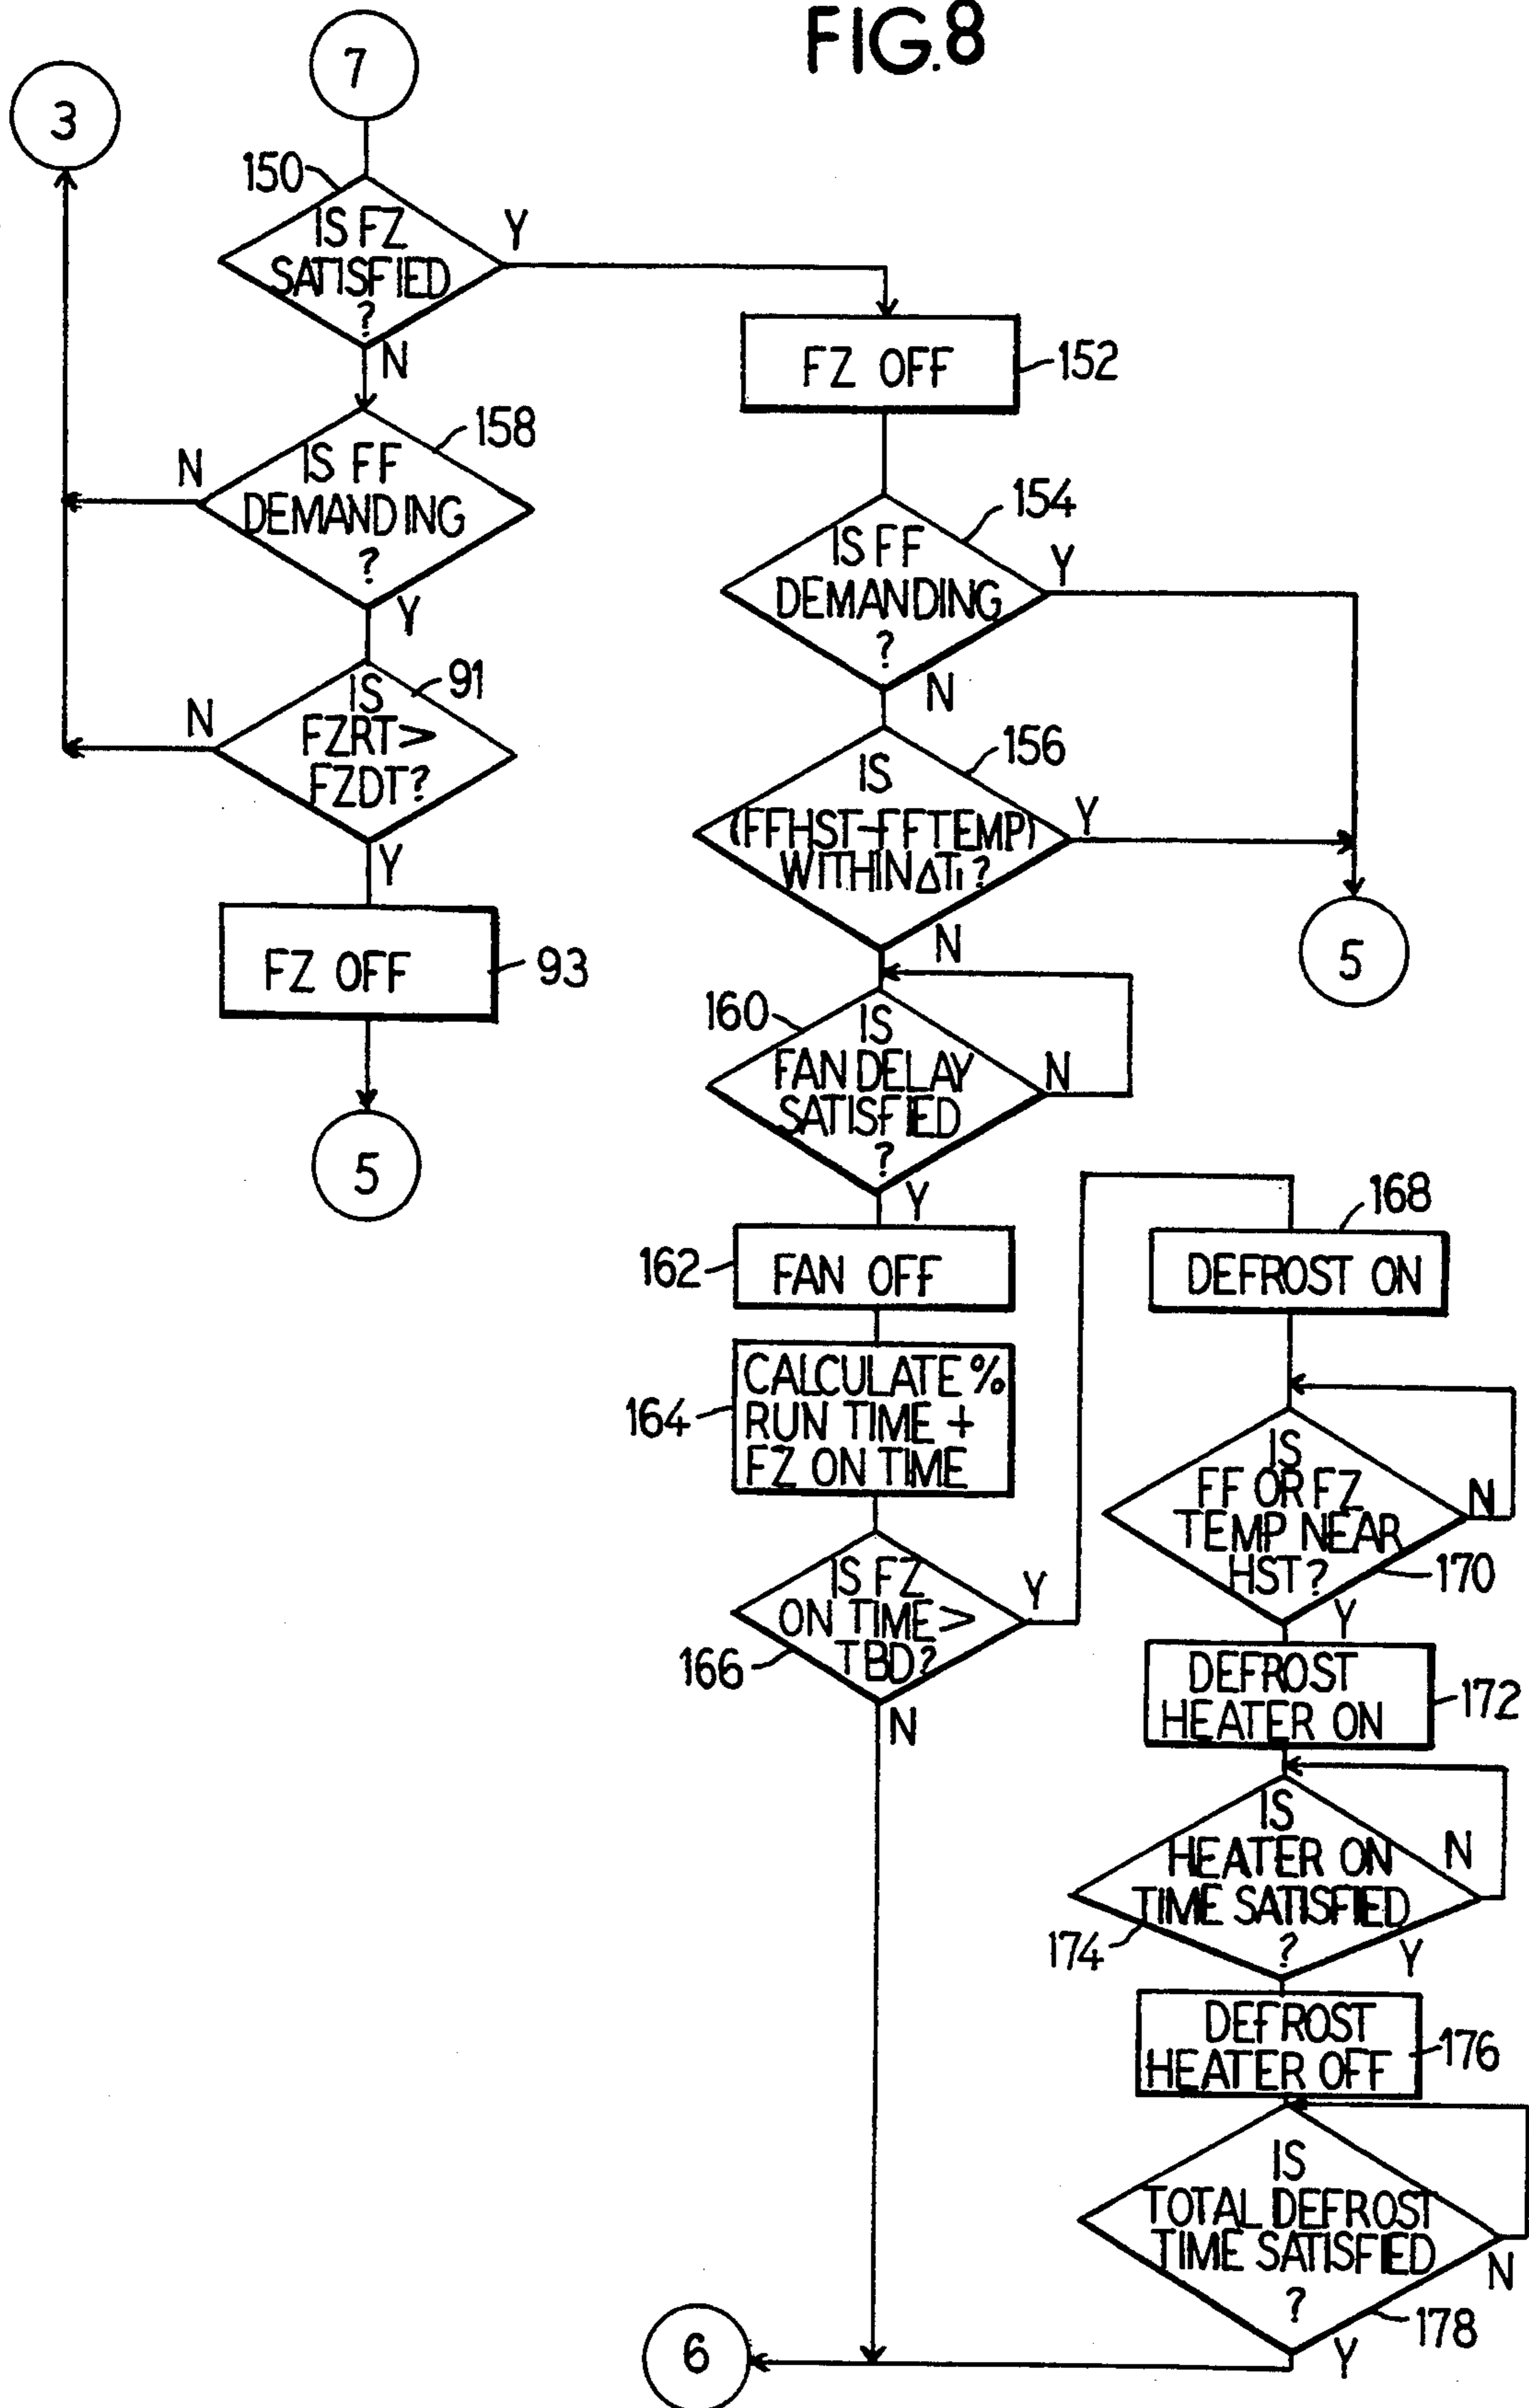 FIG.8
7
3
150
IS FZ
SATISFIED
?
Y
N
FZ OFF
152
158
IS FF
DEMANDING
?
N
Y
154
IS FF
DEMANDING
?
Y
N
91
IS
FZRT>
FZDT?
N
Y
156
IS
(FFHST-FFTEMP)
WITHIN ΔT₁?
Y
N
FZ OFF
93
5
5
160
IS
FAN DELAY
SATISFIED
?
N
Y
162
FAN OFF
164
CALCULATE %
RUN TIME +
FZ ON TIME
166
IS FZ
ON TIME >
TBD?
Y
N
168
DEFROST ON
IS
FF OR FZ
TEMP NEAR
HST?
N
170
Y
DEFROST
HEATER ON
172
IS
HEATER ON
TIME SATISFIED
?
N
174
Y
DEFROST
HEATER OFF
176
IS
TOTAL DEFROST
TIME SATISFIED
?
N
178
Y
6